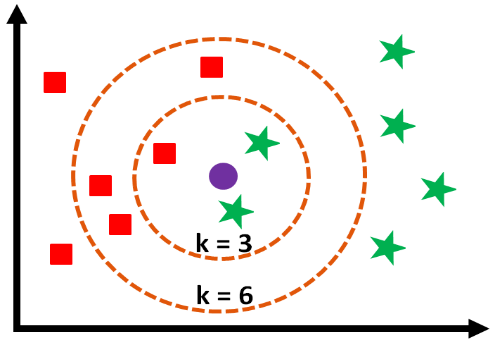 k = 3
k = 6